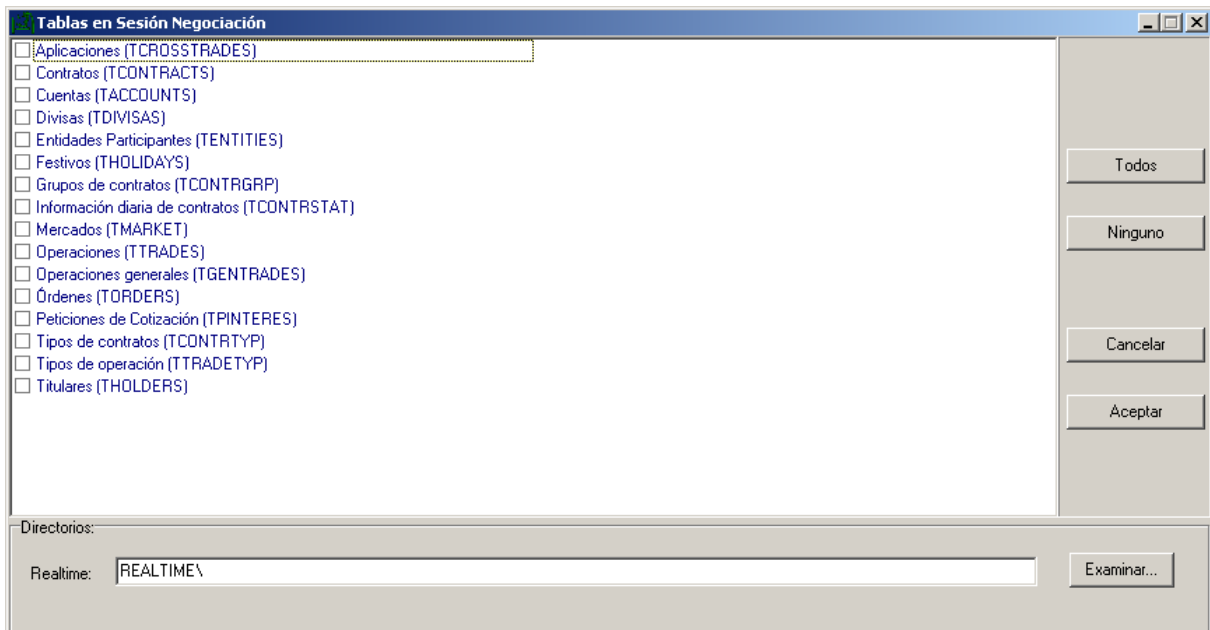 Tablas en Sesión Negociación
Aplicaciones (TCROSSTRADES)
Contratos (TCONTRACTS)
Cuentas (TACCOUNTS)
Divisas (TDIVISAS)
Entidades Participantes (TENTITIES)
Festivos (THOLIDAYS)
Grupos de contratos (TCONTRGRP)
Información diaria de contratos (TCONTRSTAT)
Mercados (TMARKET)
Operaciones (TTRADES)
Operaciones generales (TGENTRADES)
Órdenes (TORDERS)
Peticiones de Cotización (TPINTERES)
Tipos de contratos (TCONTRTYP)
Tipos de operación (TTRADETYP)
Titulares (THOLDERS)
Todos
Ninguno
Cancelar
Aceptar
Directorios:
Realtime: REALTIME\ Examinar...